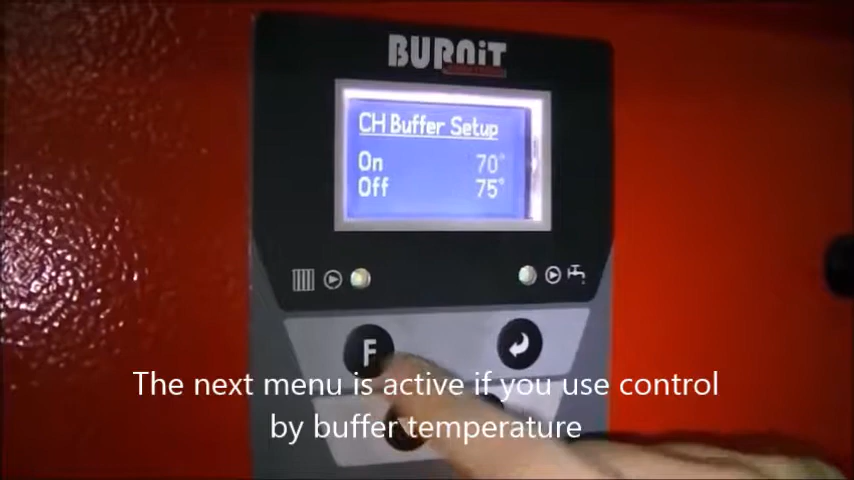 BURNiT
CH Buffer Setup
On 70°
Off 75°
F
The next menu is active if you use control
by buffer temperature